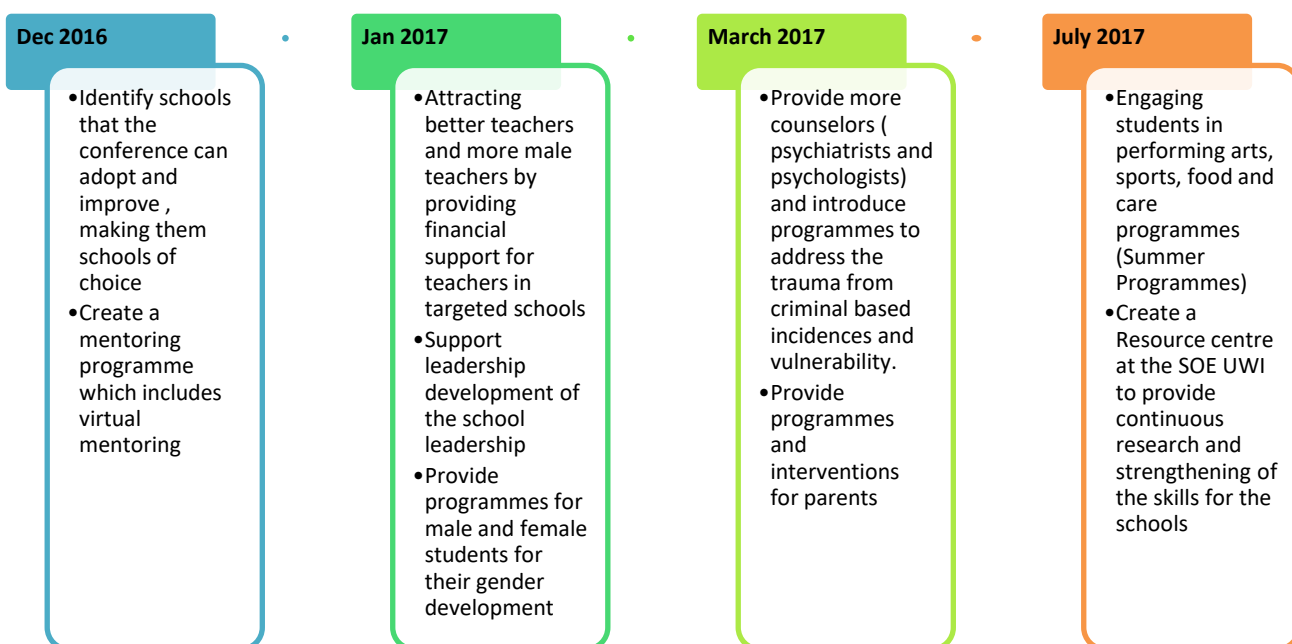 Dec 2016
•Identify schools
that the
conference can
adopt and
improve ,
making them
schools of
choice
•Create a
mentoring
programme
which includes
virtual
mentoring
Jan 2017
•Attracting
better teachers
and more male
teachers by
providing
financial
support for
teachers in
targeted schools
•Support
leadership
development of
the school
leadership
•Provide
programmes for
male and female
students for
their gender
development
March 2017
•Provide more
counselors (
psychiatrists and
psychologists)
and introduce
programmes to
address the
trauma from
criminal based
incidences and
vulnerability.
•Provide
programmes
and
interventions
for parents
July 2017
•Engaging
students in
performing arts,
sports, food and
care
programmes
(Summer
Programmes)
•Create a
Resource centre
at the SOE UWI
to provide
continuous
research and
strengthening of
the skills for the
schools